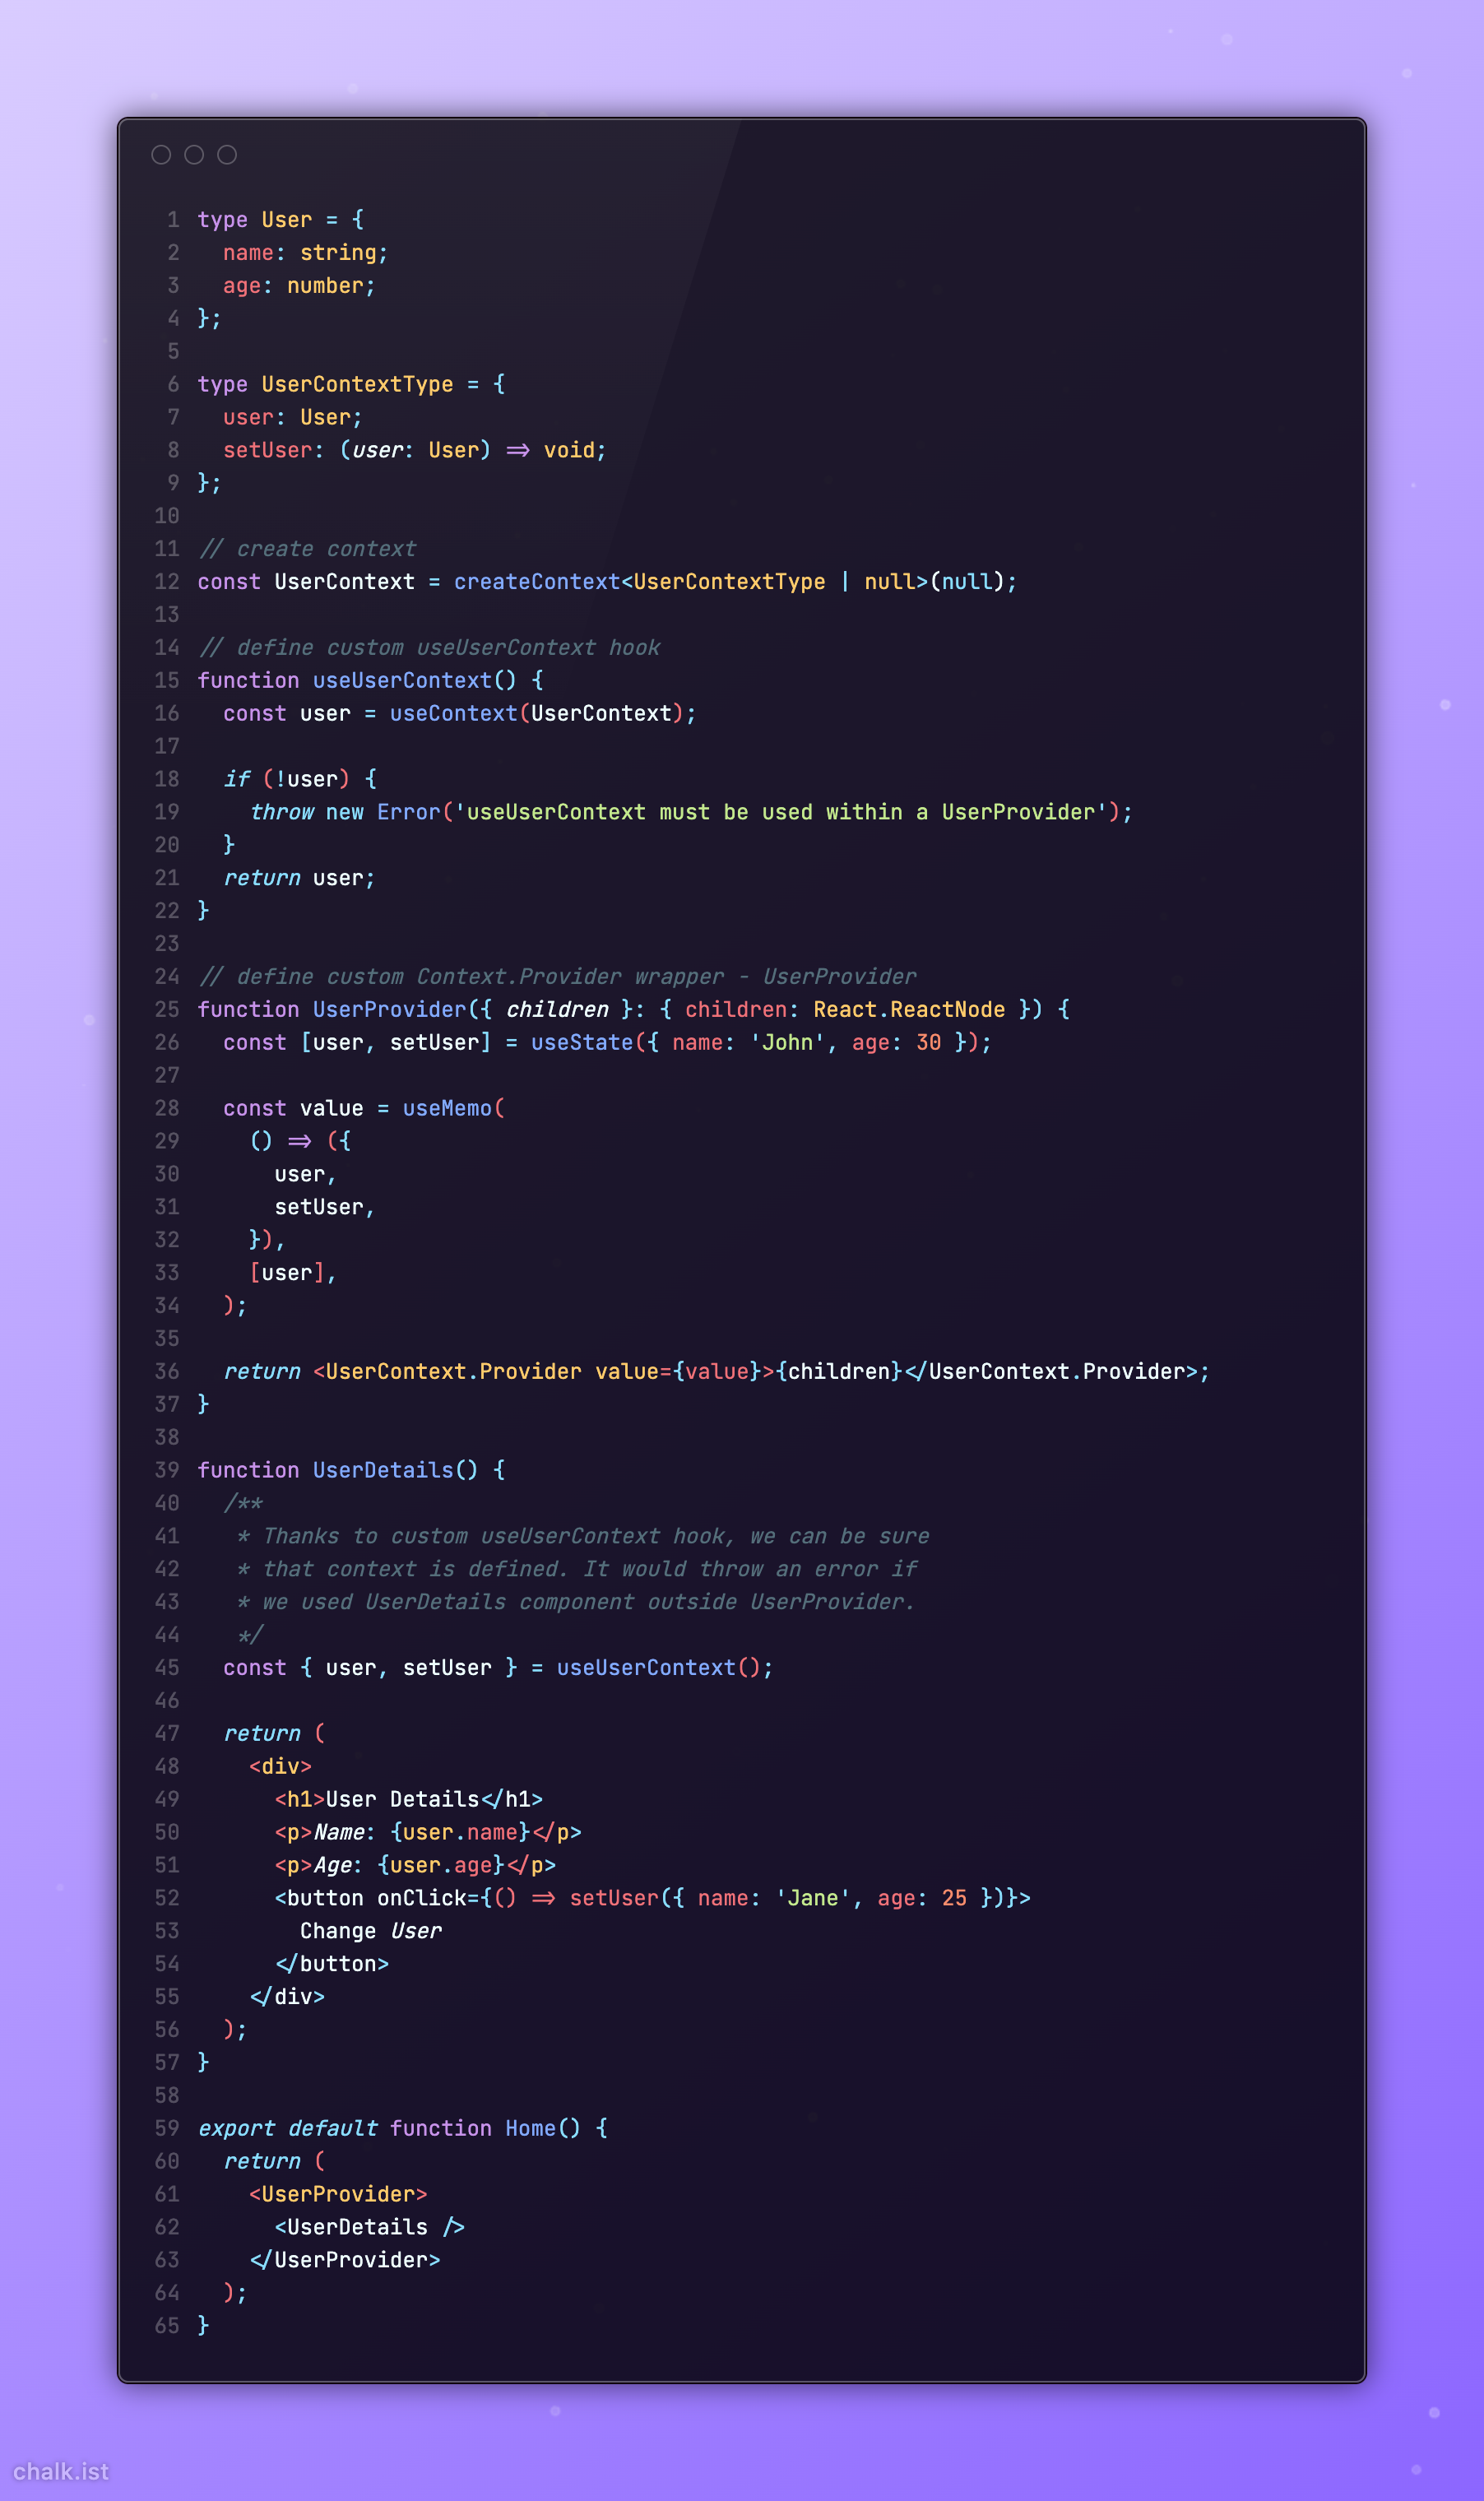 1 type User = {
2   name: string;
3   age: number;
4 };
5
6 type UserContextType = {
7   user: User;
8   setUser: (user: User) => void;
9 };
10
11 // create context
12 const UserContext = createContext<UserContextType | null>(null);
13
14 // define custom useUserContext hook
15 function useUserContext() {
16   const user = useContext(UserContext);
17
18   if (!user) {
19     throw new Error('useUserContext must be used within a UserProvider');
20   }
21   return user;
22 }
23
24 // define custom Context.Provider wrapper - UserProvider
25 function UserProvider({ children }: { children: React.ReactNode }) {
26   const [user, setUser] = useState({ name: 'John', age: 30 });
27
28   const value = useMemo(
29     () => ({
30       user,
31       setUser,
32     }),
33     [user],
34   );
35
36   return <UserContext.Provider value={value}>{children}</UserContext.Provider>;
37 }
38
39 function UserDetails() {
40   /**
41    * Thanks to custom useUserContext hook, we can be sure
42    * that context is defined. It would throw an error if
43    * we used UserDetails component outside UserProvider.
44    */
45   const { user, setUser } = useUserContext();
46
47   return (
48     <div>
49       <h1>User Details</h1>
50       <p>Name: {user.name}</p>
51       <p>Age: {user.age}</p>
52       <button onClick={() => setUser({ name: 'Jane', age: 25 })}>
53         Change User
54       </button>
55     </div>
56   );
57 }
58
59 export default function Home() {
60   return (
61     <UserProvider>
62       <UserDetails />
63     </UserProvider>
64   );
65 }
chalk.ist